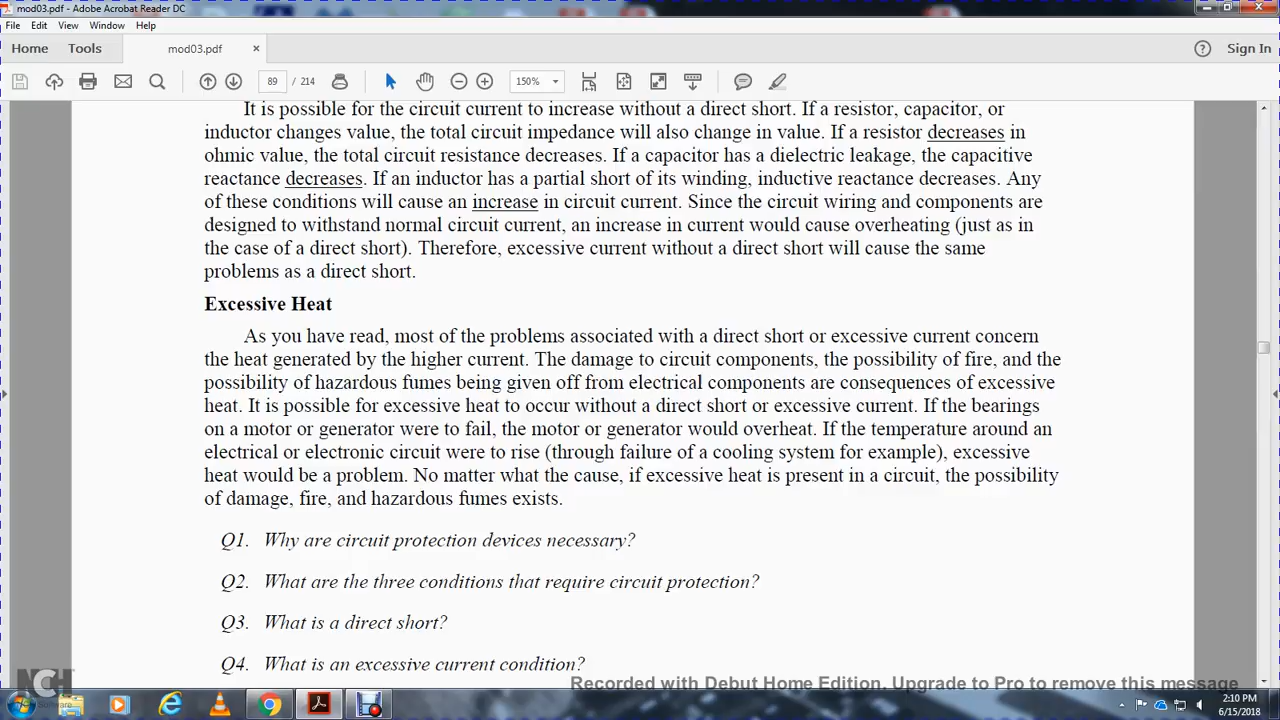 mod03.pdf - Adobe Acrobat Reader DC
File Edit View Window Help
Home Tools mod03.pdf × ? Sign In
89 / 214 150%
It is possible for the circuit current to increase without a direct short. If a resistor, capacitor, or
inductor changes value, the total circuit impedance will also change in value. If a resistor decreases in
ohmic value, the total circuit resistance decreases. If a capacitor has a dielectric leakage, the capacitive
reactance decreases. If an inductor has a partial short of its winding, inductive reactance decreases. Any
of these conditions will cause an increase in circuit current. Since the circuit wiring and components are
designed to withstand normal circuit current, an increase in current would cause overheating (just as in
the case of a direct short). Therefore, excessive current without a direct short will cause the same
problems as a direct short.
Excessive Heat
As you have read, most of the problems associated with a direct short or excessive current concern
the heat generated by the higher current. The damage to circuit components, the possibility of fire, and the
possibility of hazardous fumes being given off from electrical components are consequences of excessive
heat. It is possible for excessive heat to occur without a direct short or excessive current. If the bearings
on a motor or generator were to fail, the motor or generator would overheat. If the temperature around an
electrical or electronic circuit were to rise (through failure of a cooling system for example), excessive
heat would be a problem. No matter what the cause, if excessive heat is present in a circuit, the possibility
of damage, fire, and hazardous fumes exists.
Q1. Why are circuit protection devices necessary?
Q2. What are the three conditions that require circuit protection?
Q3. What is a direct short?
Q4. What is an excessive current condition?
NCH Software
Recorded with Debut Home Edition. Upgrade to Pro to remove this message
2:10 PM
6/15/2018